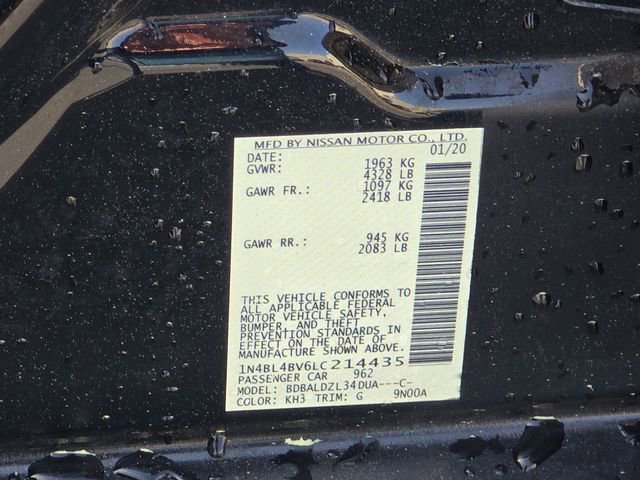 MFD BY NISSAN MOTOR CO., LTD.
DATE: 01/20
GVWR: 1963 KG
4328 LB
GAWR FR.: 1097 KG
2418 LB
GAWR RR.: 945 KG
2083 LB
THIS VEHICLE CONFORMS TO
ALL APPLICABLE FEDERAL
MOTOR VEHICLE SAFETY,
BUMPER, AND THEFT
PREVENTION STANDARDS IN
EFFECT ON THE DATE OF
MANUFACTURE SHOWN ABOVE.
1N4BL4BV6LC214435
PASSENGER CAR 962
MODEL: BDBALDZL34DUA---C-
COLOR: KH3 TRIM: G 9N00A